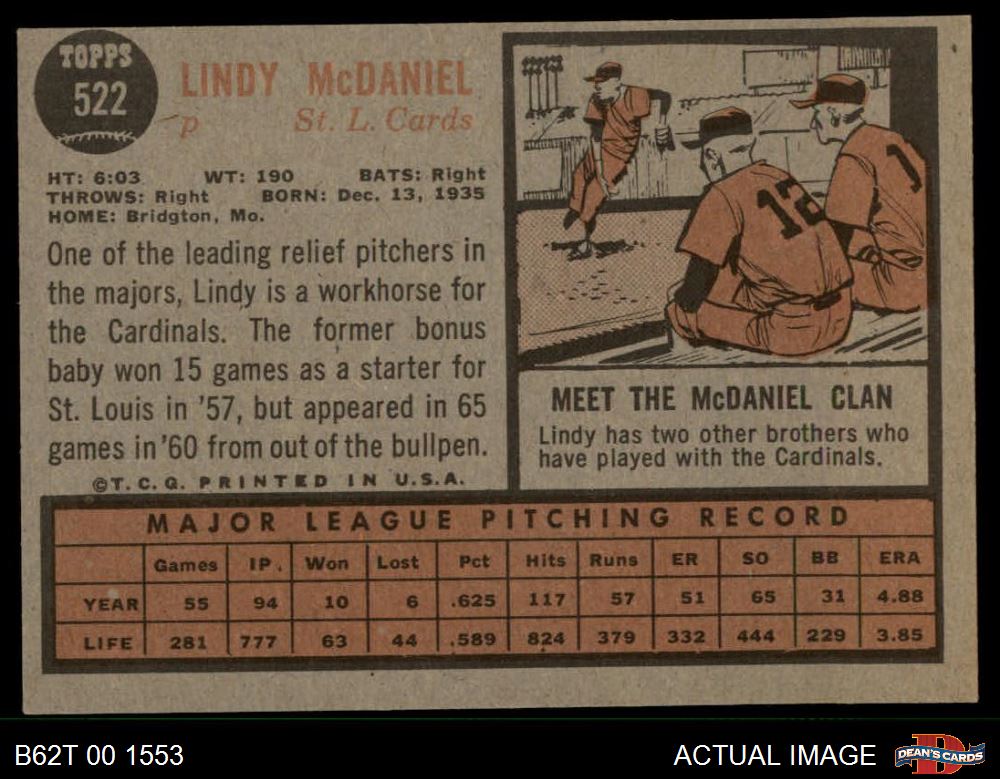 TOPPS
522
LINDY McDANIEL
p St. L. Cards
HT: 6:03 WT: 190 BATS: Right
THROWS: Right BORN: Dec. 13, 1935
HOME: Bridgton, Mo.
One of the leading relief pitchers in
the majors, Lindy is a workhorse for
the Cardinals. The former bonus
baby won 15 games as a starter for
St. Louis in '57, but appeared in 65
games in '60 from out of the bullpen.
©T. C. G. PRINTED IN U.S.A.
12
1
MEET THE McDANIEL CLAN
Lindy has two other brothers who
have played with the Cardinals.
MAJOR LEAGUE PITCHING RECORD
Games IP. Won Lost Pct Hits Runs ER SO BB ERA
YEAR 55 94 10 6 .625 117 57 51 65 31 4.88
LIFE 281 777 63 44 .589 824 379 332 444 229 3.85
B62T 00 1553
ACTUAL IMAGE
D
DEAN'S CARDS